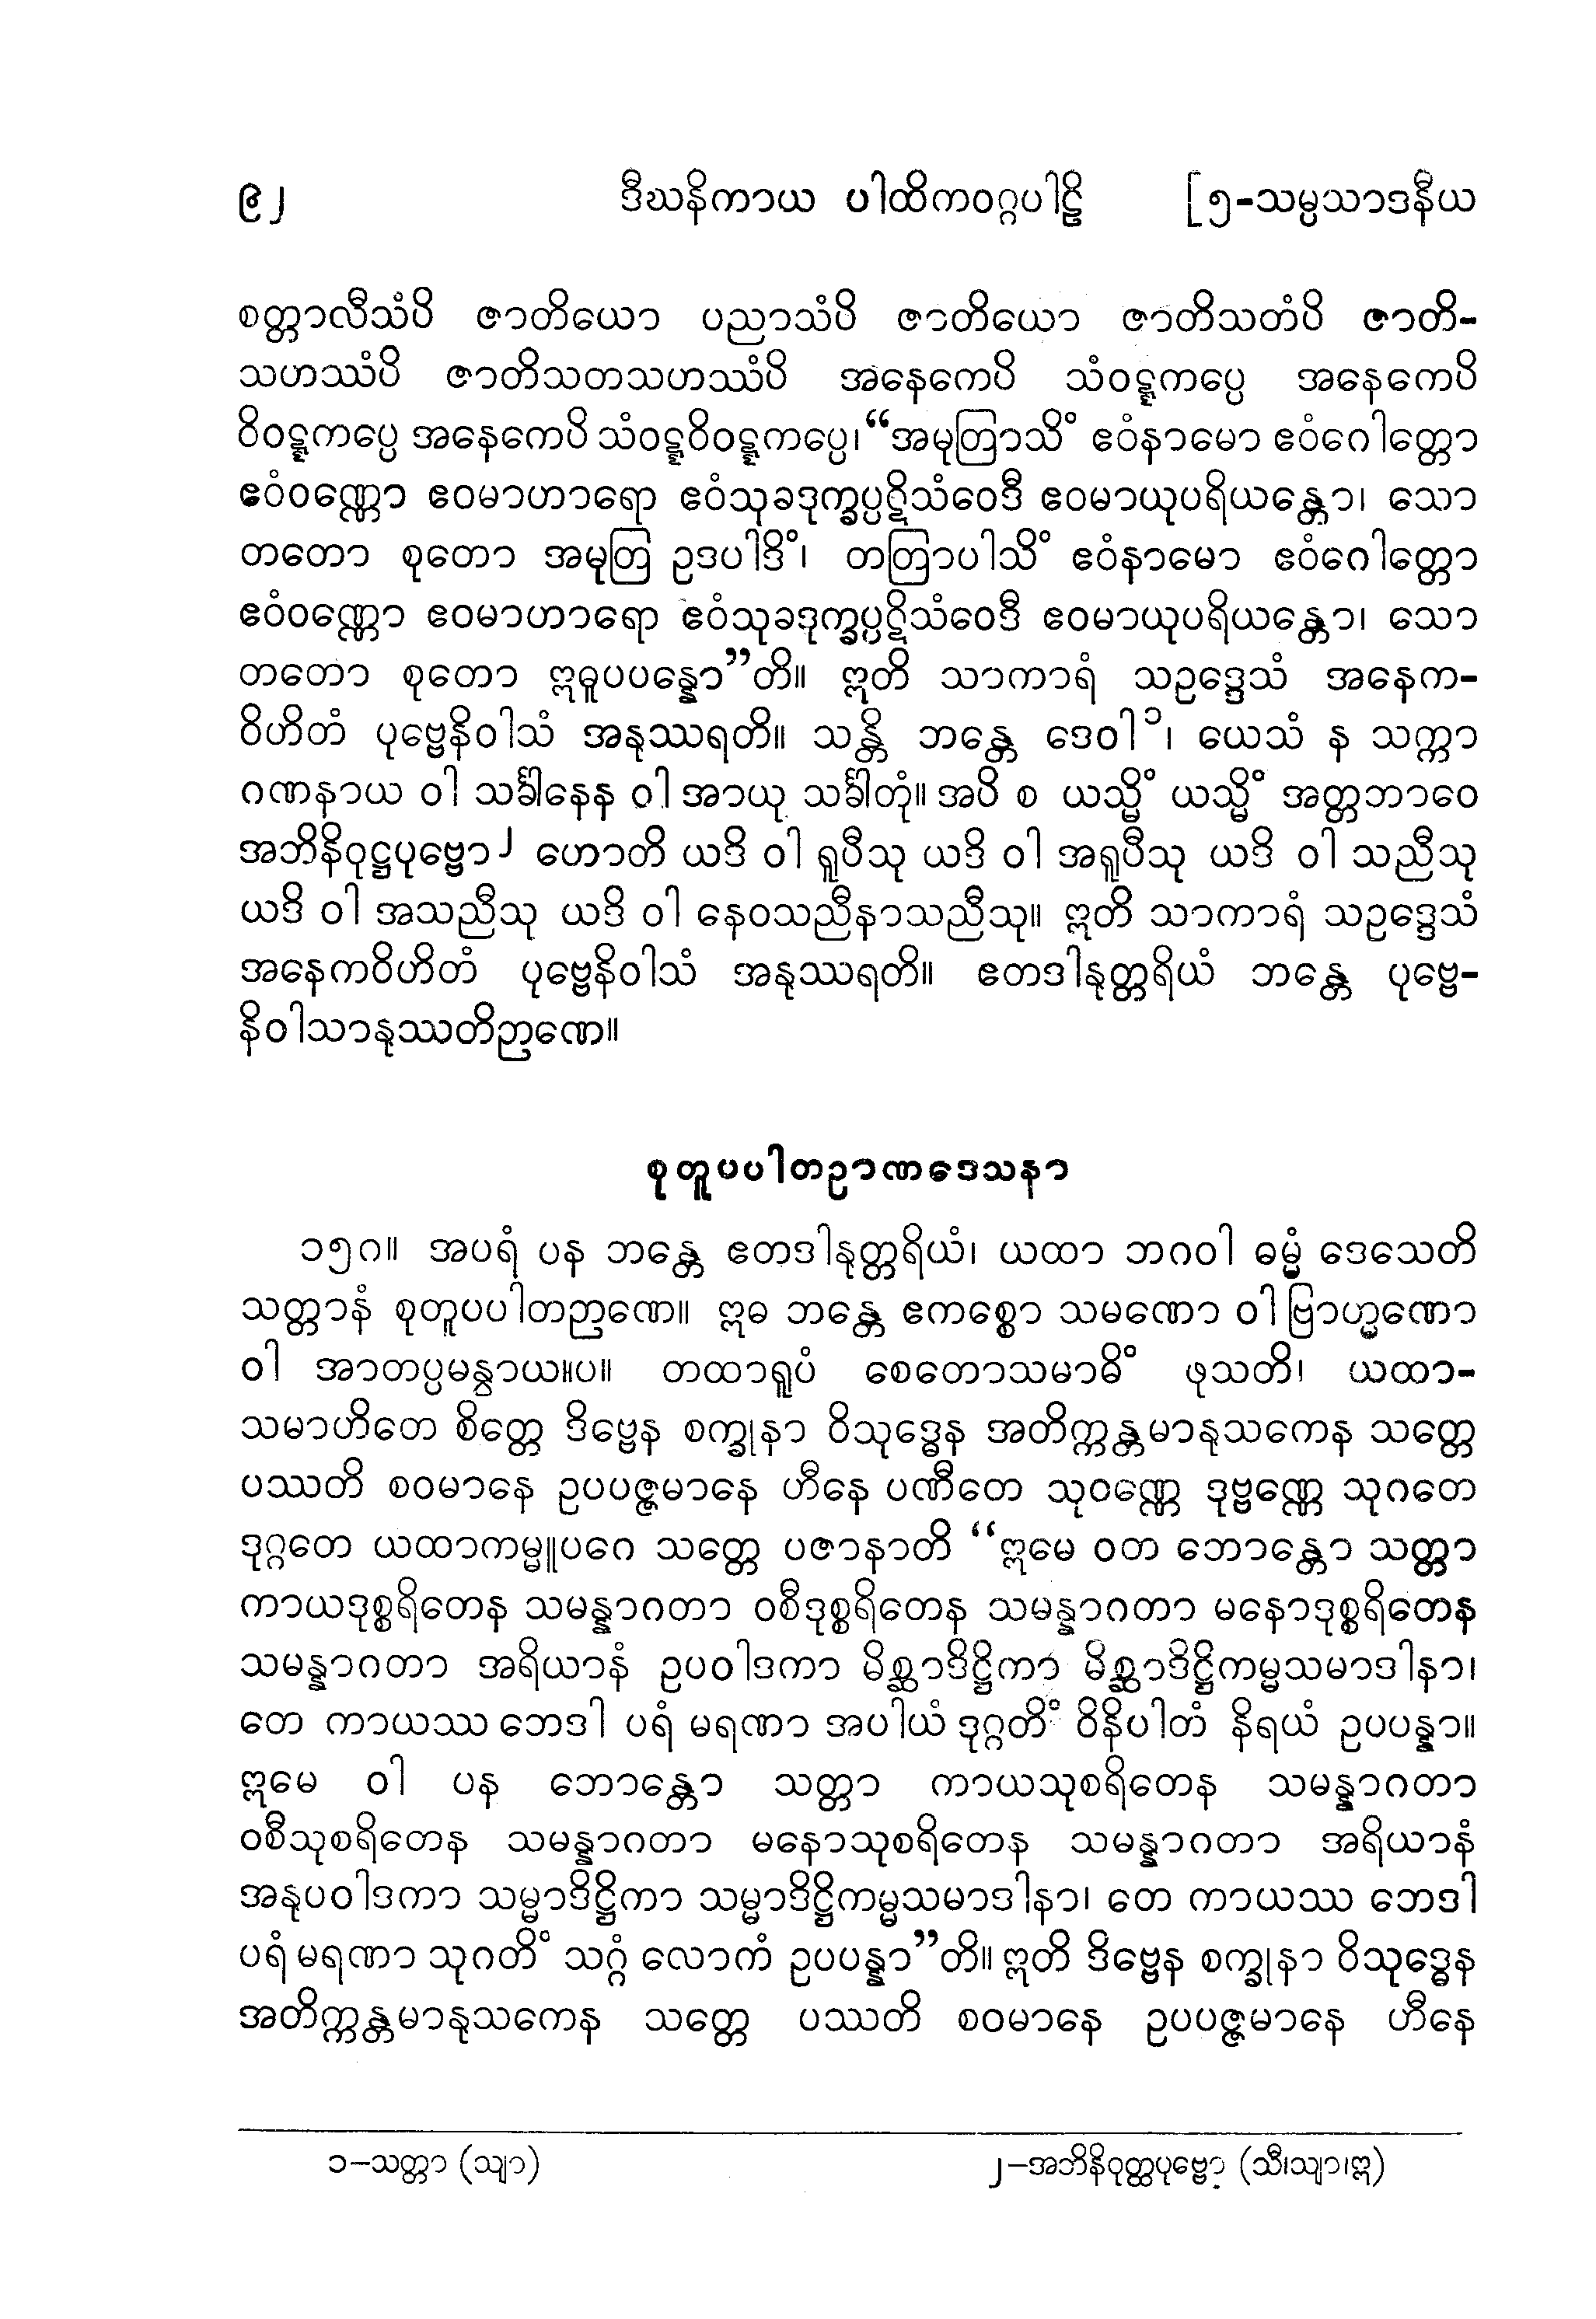 ၉၂ ဒီဃနိကာယ ပါထိကဝဂ္ဂပါဠိ [၅-သမ္ပသာဒနီယ
စတ္တာလီသံပိ ဇာတိယော ပညာသံပိ ဇာတိယော ဇာတိသတံပိ ဇာတိ-
သဟဿံပိ ဇာတိသတသဟဿံပိ အနေကေပိ သံဝဋ္ဋကပ္ပေ အနေကေပိ
ဝိဝဋ္ဋကပ္ပေ အနေကေပိ သံဝဋ္ဋဝိဝဋ္ဋကပ္ပေ၊ “အမုတြာသိံ ဧဝံနာမော ဧဝံဂေါတ္တော
ဧဝံဝဏ္ဏော ဧဝမာဟာရော ဧဝံသုခဒုက္ခပ္ပဋိသံဝေဒီ ဧဝမာယုပရိယန္တော၊ သော
တတော စုတော အမုတြ ဥဒပါဒိံ၊ တတြာပါသိံ ဧဝံနာမော ဧဝံဂေါတ္တော
ဧဝံဝဏ္ဏော ဧဝမာဟာရော ဧဝံသုခဒုက္ခပ္ပဋိသံဝေဒီ ဧဝမာယုပရိယန္တော၊ သော
တတော စုတော ဣဓူပပန္နော”တိ။ ဣတိ သာကာရံ သဥဒ္ဒေသံ အနေက-
ဝိဟိတံ ပုဗ္ဗေနိဝါသံ အနုဿရတိ။ သန္တိ ဘန္တေ ဒေဝါ၁၊ ယေသံ န သက္ကာ
ဂဏနာယ ဝါ သင်္ခါနေန ဝါ အာယု သင်္ခါတုံ။ အပိ စ ယသ္မိံ ယသ္မိံ အတ္တဘာဝေ
အဘိနိဝုဋ္ဌပုဗ္ဗော၂ ဟောတိ ယဒိ ဝါ ရူပီသု ယဒိ ဝါ အရူပီသု ယဒိ ဝါ သညီသု
ယဒိ ဝါ အသညီသု ယဒိ ဝါ နေဝသညီနာသညီသု။ ဣတိ သာကာရံ သဥဒ္ဒေသံ
အနေကဝိဟိတံ ပုဗ္ဗေနိဝါသံ အနုဿရတိ။ ဧတဒါနုတ္တရိယံ ဘန္တေ ပုဗ္ဗေ-
နိဝါသာနုဿတိဉာဏေ။
စုတူပပါတဉာဏဒေသနာ
၁၅၇။ အပရံ ပန ဘန္တေ ဧတဒါနုတ္တရိယံ၊ ယထာ ဘဂဝါ ဓမ္မံ ဒေသေတိ
သတ္တာနံ စုတူပပါတဉာဏေ။ ဣဓ ဘန္တေ ဧကစ္စော သမဏော ဝါ ဗြာဟ္မဏော
ဝါ အာတပ္ပမန္ဝာယ။ပ။ တထာရူပံ စေတောသမာဓိံ ဖုသတိ၊ ယထာ-
သမာဟိတေ စိတ္တေ ဒိဗ္ဗေန စက္ခုနာ ဝိသုဒ္ဓေန အတိက္ကန္တမာနုသကေန သတ္တေ
ပဿတိ စဝမာနေ ဥပပဇ္ဇမာနေ ဟီနေ ပဏီတေ သုဝဏ္ဏေ ဒုဗ္ဗဏ္ဏေ သုဂတေ
ဒုဂ္ဂတေ ယထာကမ္မူပဂေ သတ္တေ ပဇာနာတိ “ဣမေ ဝတ ဘောန္တော သတ္တာ
ကာယဒုစ္စရိတေန သမန္နာဂတာ ဝစီဒုစ္စရိတေန သမန္နာဂတာ မနောဒုစ္စရိတေန
သမန္နာဂတာ အရိယာနံ ဥပဝါဒကာ မိစ္ဆာဒိဋ္ဌိကာ မိစ္ဆာဒိဋ္ဌိကမ္မသမာဒါနာ၊
တေ ကာယဿ ဘေဒါ ပရံ မရဏာ အပါယံ ဒုဂ္ဂတိံ ဝိနိပါတံ နိရယံ ဥပပန္နာ။
ဣမေ ဝါ ပန ဘောန္တော သတ္တာ ကာယသုစရိတေန သမန္နာဂတာ
ဝစီသုစရိတေန သမန္နာဂတာ မနောသုစရိတေန သမန္နာဂတာ အရိယာနံ
အနုပဝါဒကာ သမ္မာဒိဋ္ဌိကာ သမ္မာဒိဋ္ဌိကမ္မသမာဒါနာ၊ တေ ကာယဿ ဘေဒါ
ပရံ မရဏာ သုဂတိံ သဂ္ဂံ လောကံ ဥပပန္နာ”တိ။ ဣတိ ဒိဗ္ဗေန စက္ခုနာ ဝိသုဒ္ဓေန
အတိက္ကန္တမာနုသကေန သတ္တေ ပဿတိ စဝမာနေ ဥပပဇ္ဇမာနေ ဟီနေ
၁-သတ္တာ (သျာ) ၂-အဘိနိဝုတ္ထပုဗ္ဗော (သီ၊သျာ၊ဣ)